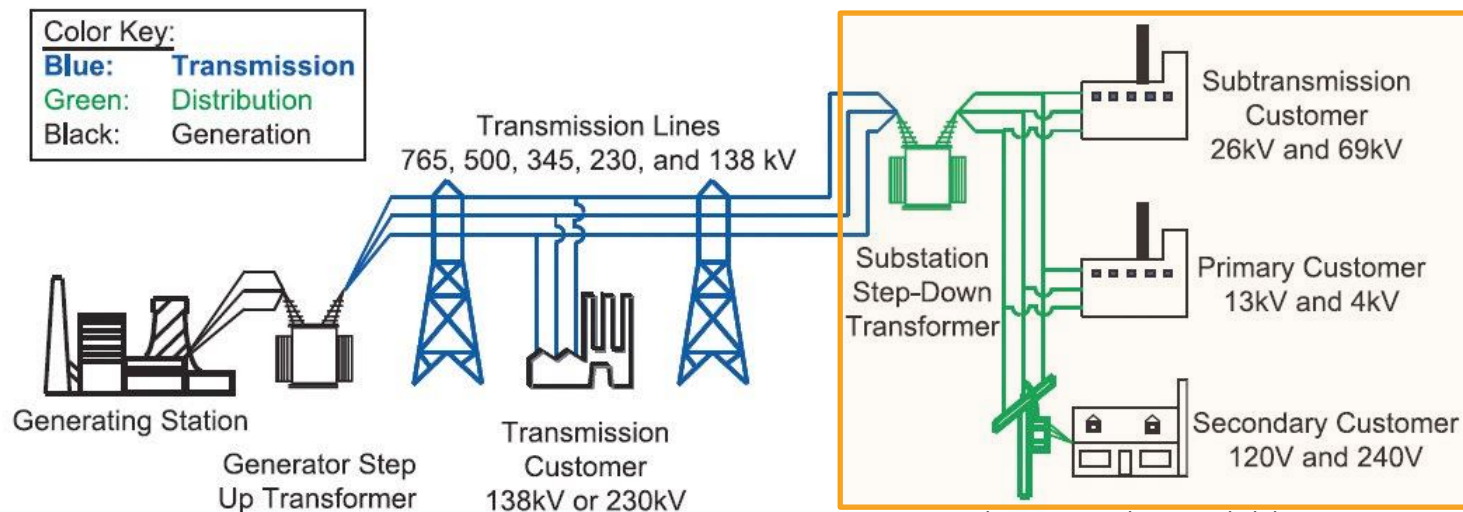 Color Key:
Blue: Transmission
Green: Distribution
Black: Generation
Transmission Lines
765, 500, 345, 230, and 138 kV
Generating Station
Generator Step
Up Transformer
Transmission
Customer
138kV or 230kV
Substation
Step-Down
Transformer
Subtransmission
Customer
26kV and 69kV
Primary Customer
13kV and 4kV
Secondary Customer
120V and 240V